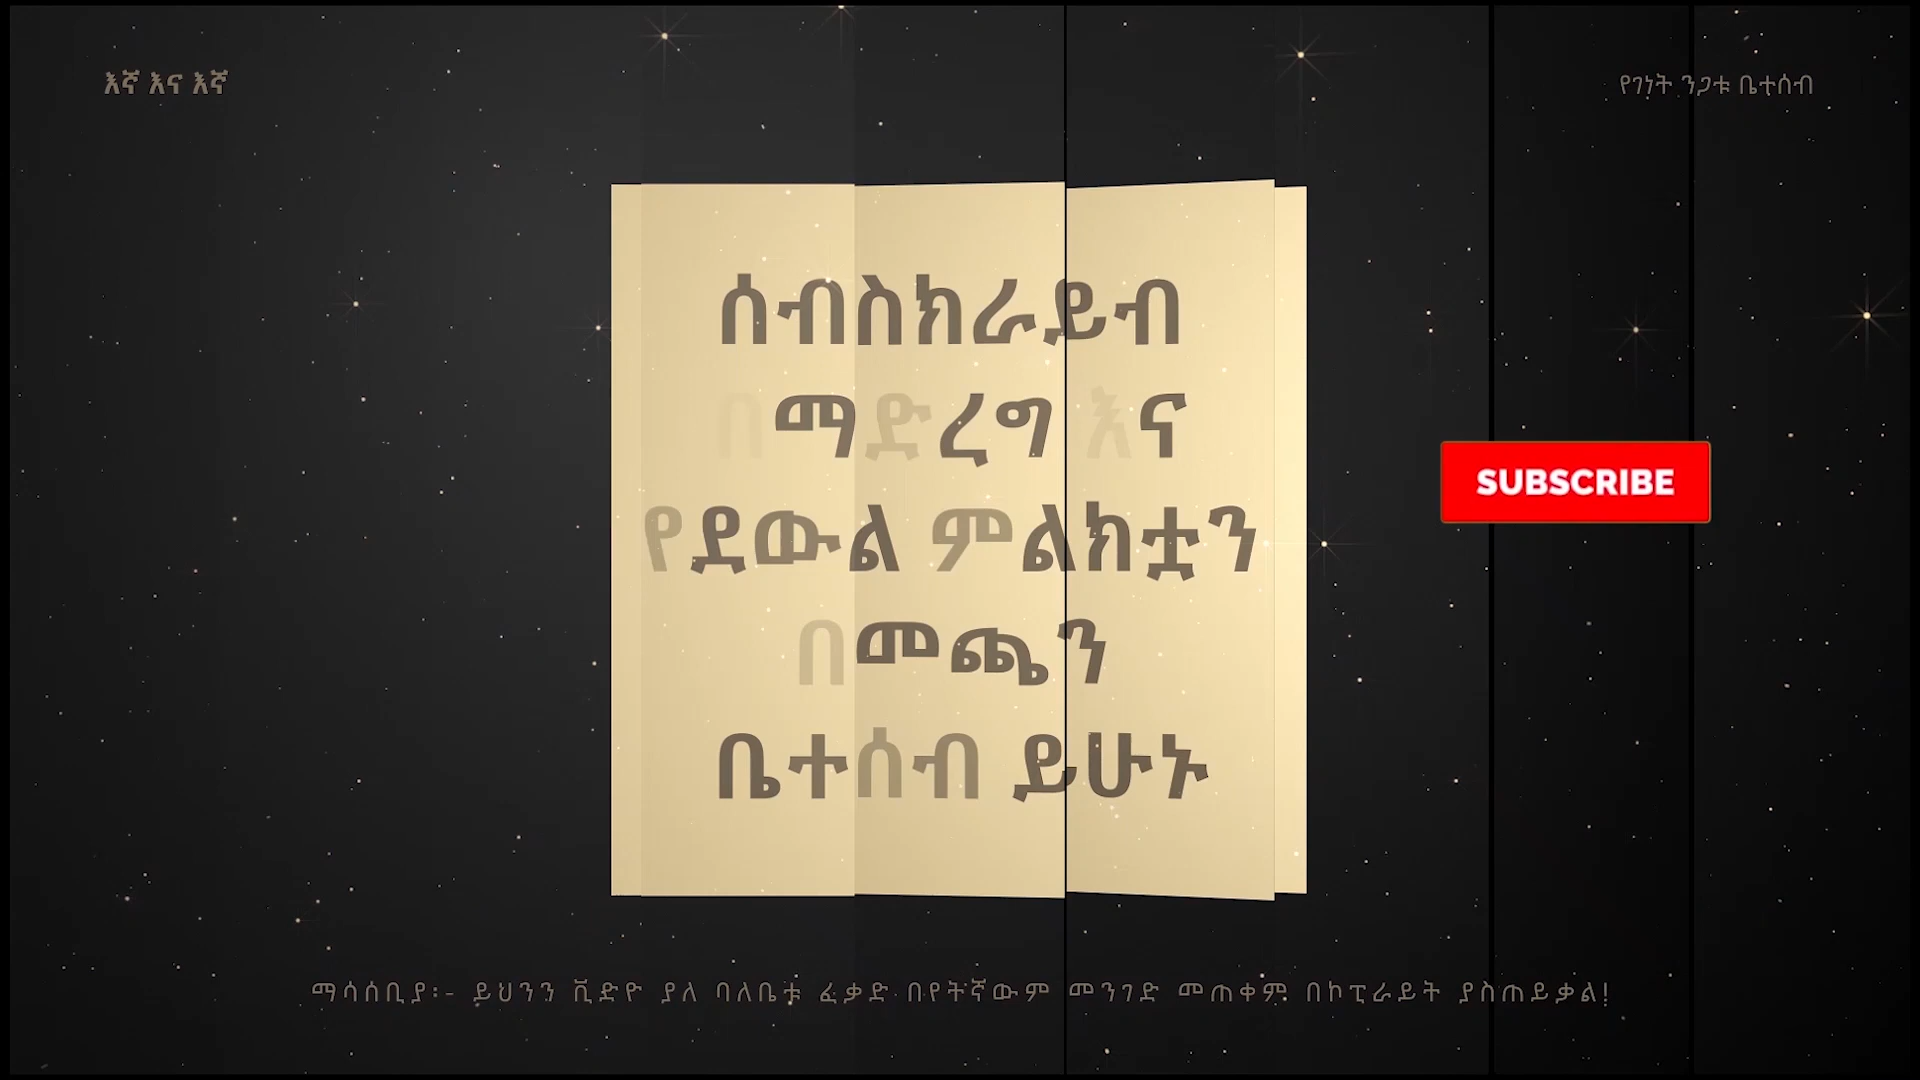 እኛ እና እኛ
የገነት ንጋቱ ቤተሰብ
ሰብስክራይብ
በማድረግ እና
የደውል ምልክቷን
በመጫን
ቤተሰብ ይሁኑ
SUBSCRIBE
ማሳሰቢያ፡- ይህንን ቪድዮ ያለ ባለቤቱ ፈቃድ በየትኛውም መንገድ መጠቀም በኮፒራይት ያስጠይቃል!